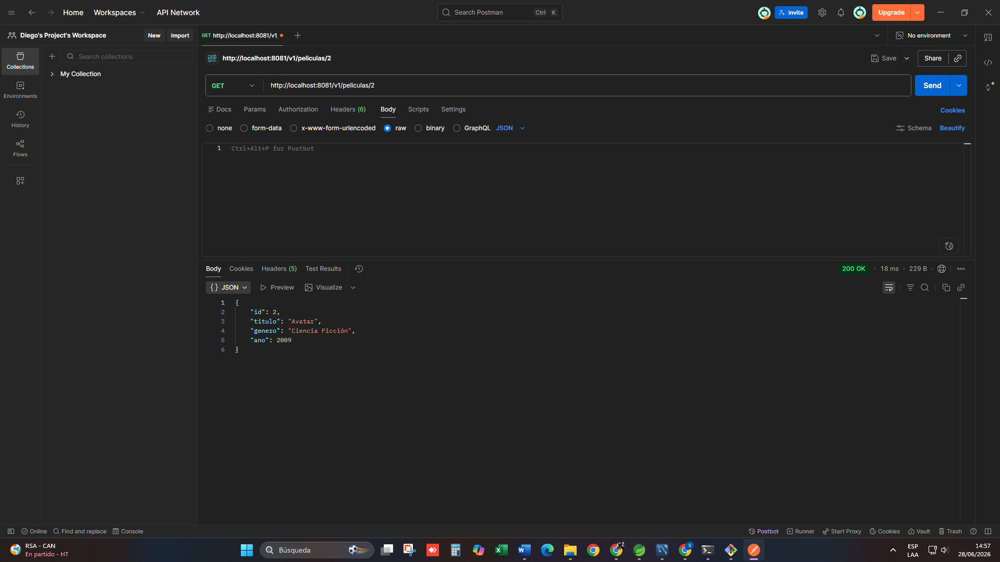 Home
Workspaces
API Network
Search Postman
Ctrl K
Invite
Upgrade
Diego's Project's Workspace
New
Import
GET http://localhost:8081/v1,
No environment
Collections
Search collections
My Collection
Environments
History
Flows
HTTP
http://localhost:8081/v1/peliculas/2
Save
Share
GET
http://localhost:8081/v1/peliculas/2
Send
Docs
Params
Authorization
Headers (6)
Body
Scripts
Settings
Cookies
none
form-data
x-www-form-urlencoded
raw
binary
GraphQL
JSON
Schema
Beautify
1 Ctrl+Alt+P for Postbot
Body
Cookies
Headers (5)
Test Results
200 OK
18 ms
229 B
{} JSON
Preview
Visualize
1 {
2 "id": 2,
3 "titulo": "Avatar",
4 "genero": "Ciencia Ficción",
5 "ano": 2009
6 }
Online
Find and replace
Console
Postbot
Runner
Start Proxy
Cookies
Vault
Trash
RSA - CAN
En partido - HT
Búsqueda
S
ESP
LAA
14:57
28/06/2026